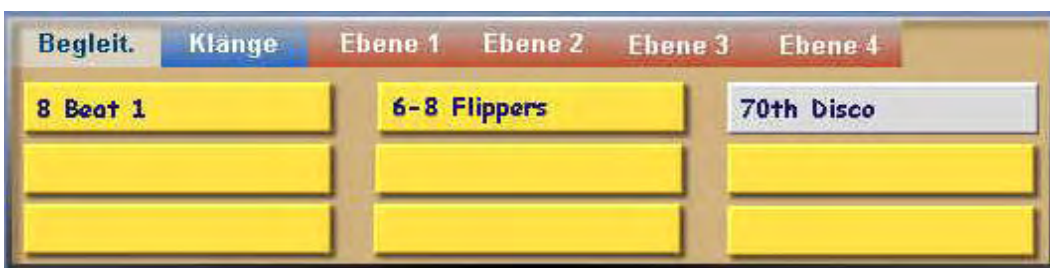 Begleit. Klänge Ebene 1 Ebene 2 Ebene 3 Ebene 4
8 Beat 1 6-8 Flippers 70th Disco